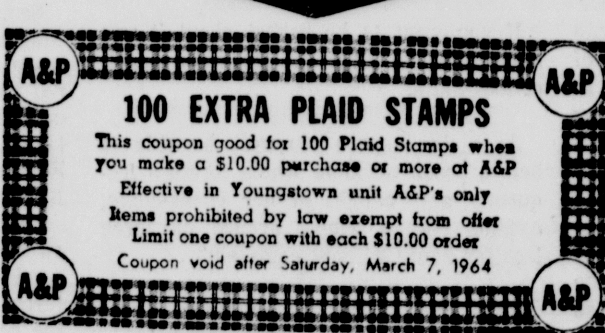 A&P A&P
100 EXTRA PLAID STAMPS
This coupon good for 100 Plaid Stamps when
you make a $10.00 purchase or more at A&P
Effective in Youngstown unit A&P's only
Items prohibited by law exempt from offer
Limit one coupon with each $10.00 order
Coupon void after Saturday, March 7, 1964
A&P A&P